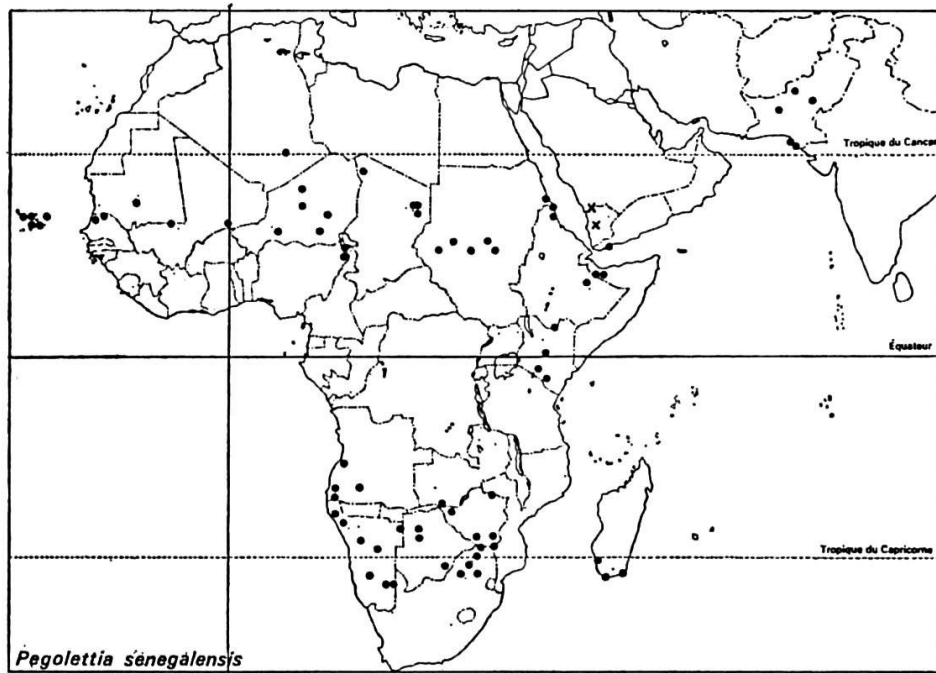 Tropique du Cancer
Équateur
Tropique du Capricorne
Pegolettia senegalensis